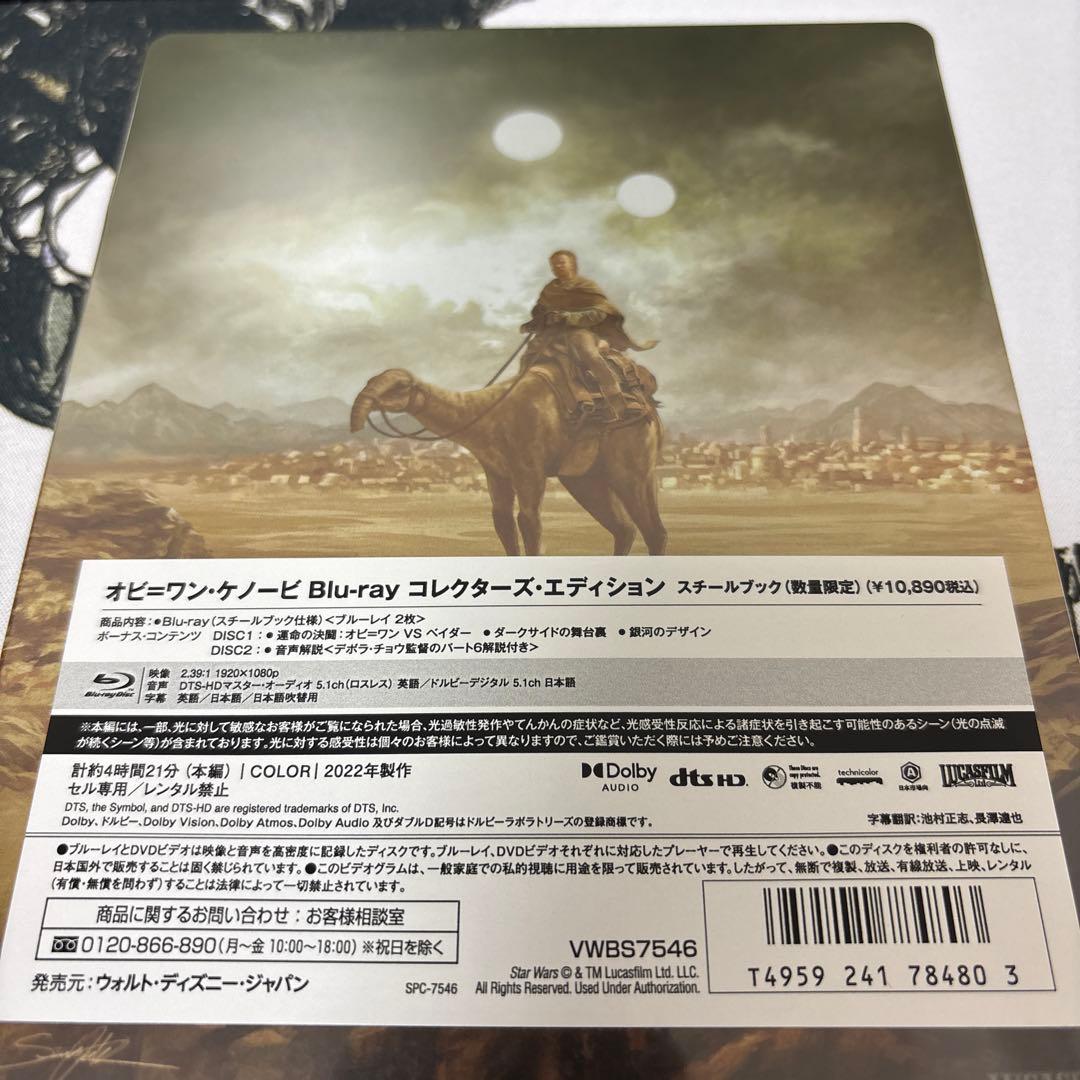 オビ=ワン・ケノービ Blu-ray コレクターズ・エディション スチールブック(数量限定)(¥10,890税込)
商品内容:●Blu-ray(スチールブック仕様)<ブルーレイ 2枚>
ボーナス・コンテンツ DISC1:● 運命の決闘:オビ=ワン VS ベイダー ●ダークサイドの舞台裏 ●銀河のデザイン
DISC2:● 音声解説<デボラ・チョウ監督のパート6解説付き>
Blu-ray Disc
映像 2.39:1 1920×1080p
音声 DTS-HDマスター・オーディオ 5.1ch(ロスレス) 英語/ドルビーデジタル 5.1ch 日本語
字幕 英語/日本語/日本語吹替用
※本編には、一部、光に対して敏感なお客様がご覧になられた場合、光過敏性発作やてんかんの症状など、光感受性反応による諸症状を引き起こす可能性のあるシーン(光の点滅
が続くシーン等)が含まれております。光に対する感受性は個々のお客様によって異なりますので、ご鑑賞いただく際には予めご注意ください。
計約4時間21分(本編)|COLOR|2022年製作
セル専用/レンタル禁止
Dolby AUDIO
dts HD
These Discs are copy protected. 複製不能
technicolor
A 日本市場向
LUCASFILM Ltd
DTS, the Symbol, and DTS-HD are registered trademarks of DTS, Inc.
Dolby、ドルビー、Dolby Vision、Dolby Atmos、Dolby Audio 及びダブルD記号はドルビーラボラトリーズの登録商標です。
字幕翻訳:池村正志、長澤達也
●ブルーレイとDVDビデオは映像と音声を高密度に記録したディスクです。ブルーレイ、DVDビデオそれぞれに対応したプレーヤーで再生してください。●このディスクを権利者の許可なしに、
日本国外で販売することは固く禁じられています。●このビデオグラムは、一般家庭での私的視聴に用途を限って販売されています。したがって、無断で複製、放送、有線放送、上映、レンタル
(有償・無償を問わず)することは法律によって一切禁止されています。
商品に関するお問い合わせ:お客様相談室
0120-866-890(月〜金 10:00〜18:00) ※祝日を除く
発売元:ウォルト・ディズニー・ジャパン
SPC-7546
VWBS7546
Star Wars © & TM Lucasfilm Ltd. LLC.
All Rights Reserved. Used Under Authorization.
T4959 241 78480 3